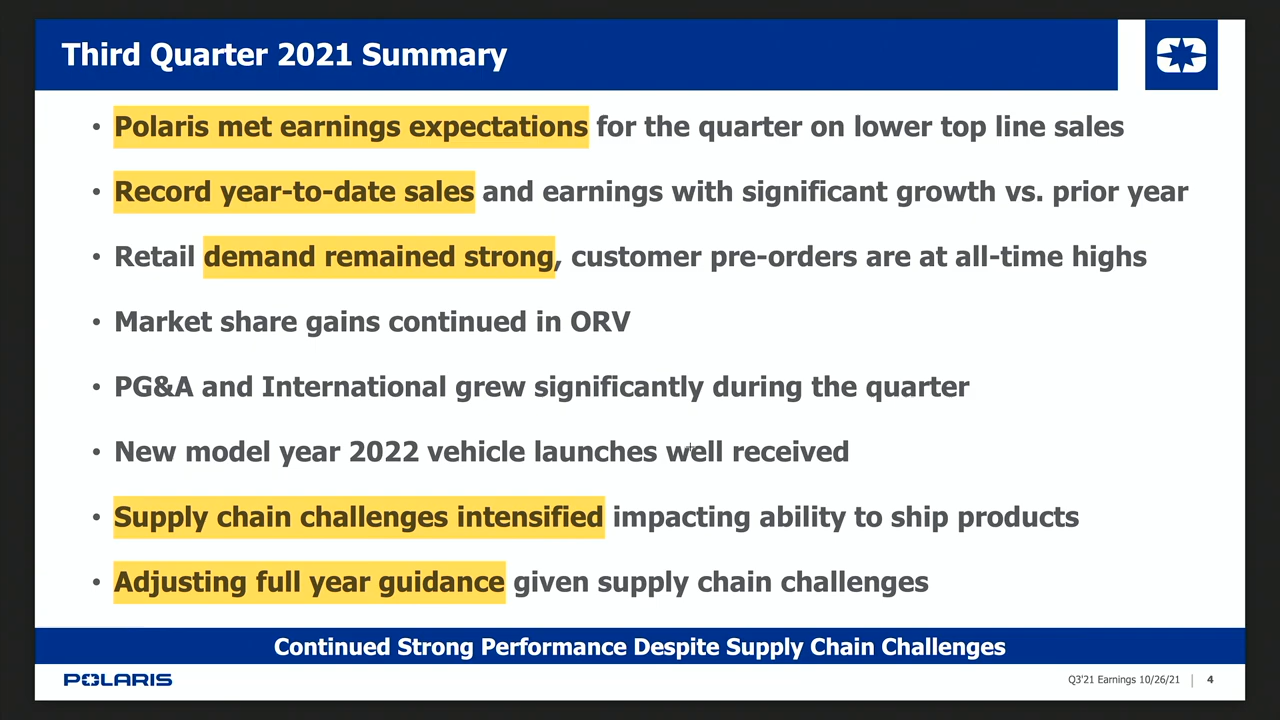 Third Quarter 2021 Summary
• Polaris met earnings expectations for the quarter on lower top line sales
• Record year-to-date sales and earnings with significant growth vs. prior year
• Retail demand remained strong, customer pre-orders are at all-time highs
• Market share gains continued in ORV
• PG&A and International grew significantly during the quarter
• New model year 2022 vehicle launches well received
• Supply chain challenges intensified impacting ability to ship products
• Adjusting full year guidance given supply chain challenges
Continued Strong Performance Despite Supply Chain Challenges
POLARIS
Q3'21 Earnings 10/26/21 | 4